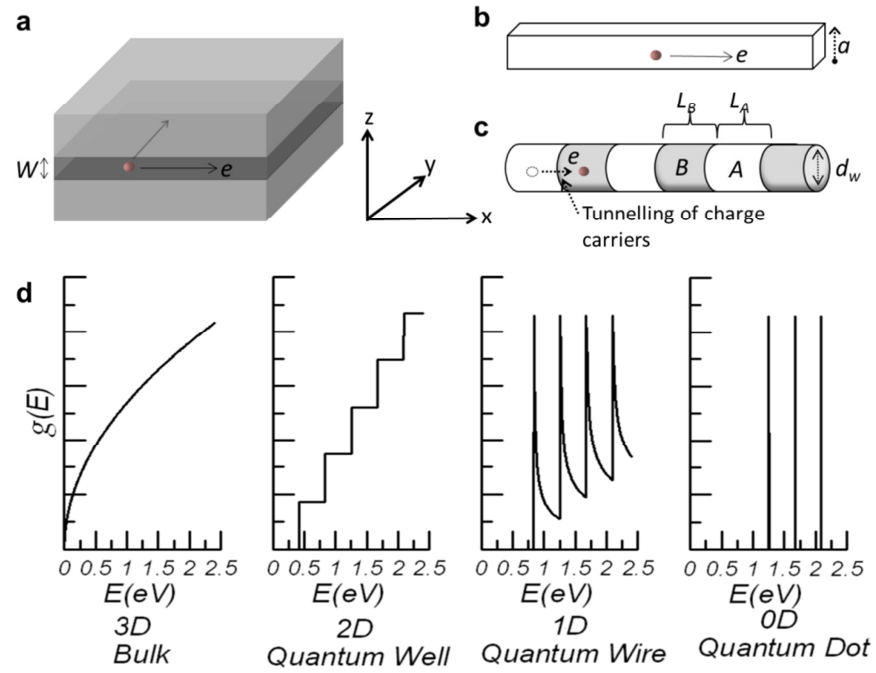 a
W
e
z
y
x
b
e
a
c
L_B L_A
e
B A
d_w
Tunnelling of charge
carriers
d
g(E)
0 0.5 1 1.5 2 2.5
E(eV)
3D
Bulk
0 0.5 1 1.5 2 2.5
E(eV)
2D
Quantum Well
0 0.5 1 1.5 2 2.5
E(eV)
1D
Quantum Wire
0 0.5 1 1.5 2 2.5
E(eV)
0D
Quantum Dot